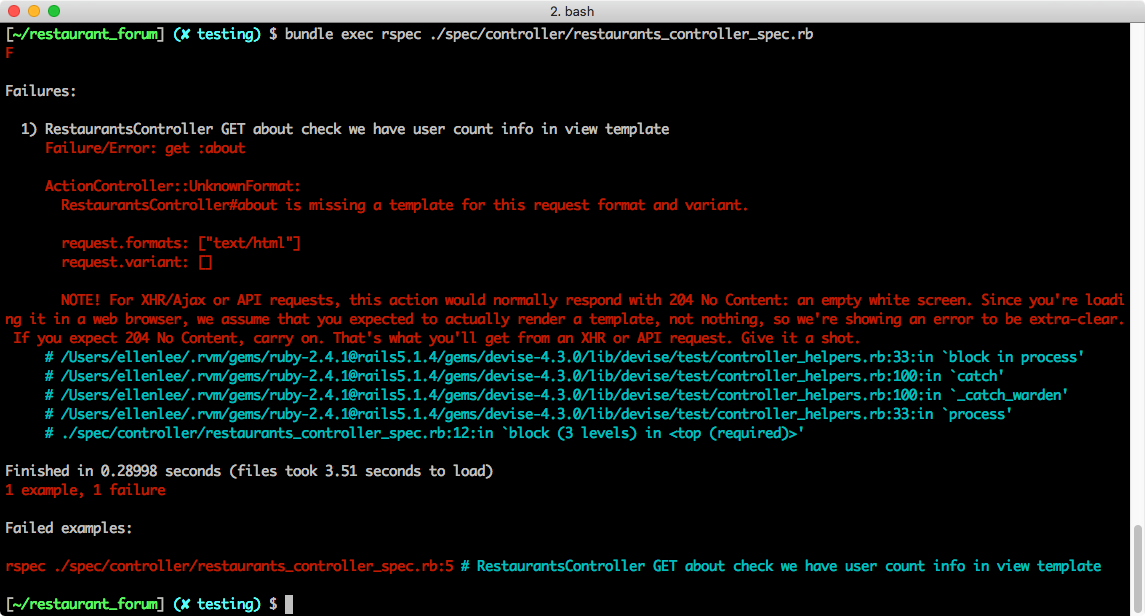 2. bash
[~/restaurant_forum] (✘ testing) $ bundle exec rspec ./spec/controller/restaurants_controller_spec.rb
F
Failures:
1) RestaurantsController GET about check we have user count info in view template
Failure/Error: get :about
ActionController::UnknownFormat:
RestaurantsController#about is missing a template for this request format and variant.
request.formats: ["text/html"]
request.variant: []
NOTE! For XHR/Ajax or API requests, this action would normally respond with 204 No Content: an empty white screen. Since you're loadi
ng it in a web browser, we assume that you expected to actually render a template, not nothing, so we're showing an error to be extra-clear.
If you expect 204 No Content, carry on. That's what you'll get from an XHR or API request. Give it a shot.
# /Users/ellenlee/.rvm/gems/ruby-2.4.1@rails5.1.4/gems/devise-4.3.0/lib/devise/test/controller_helpers.rb:33:in `block in process'
# /Users/ellenlee/.rvm/gems/ruby-2.4.1@rails5.1.4/gems/devise-4.3.0/lib/devise/test/controller_helpers.rb:100:in `catch'
# /Users/ellenlee/.rvm/gems/ruby-2.4.1@rails5.1.4/gems/devise-4.3.0/lib/devise/test/controller_helpers.rb:100:in `_catch_warden'
# /Users/ellenlee/.rvm/gems/ruby-2.4.1@rails5.1.4/gems/devise-4.3.0/lib/devise/test/controller_helpers.rb:33:in `process'
# ./spec/controller/restaurants_controller_spec.rb:12:in `block (3 levels) in <top (required)>'
Finished in 0.28998 seconds (files took 3.51 seconds to load)
1 example, 1 failure
Failed examples:
rspec ./spec/controller/restaurants_controller_spec.rb:5 # RestaurantsController GET about check we have user count info in view template
[~/restaurant_forum] (✘ testing) $